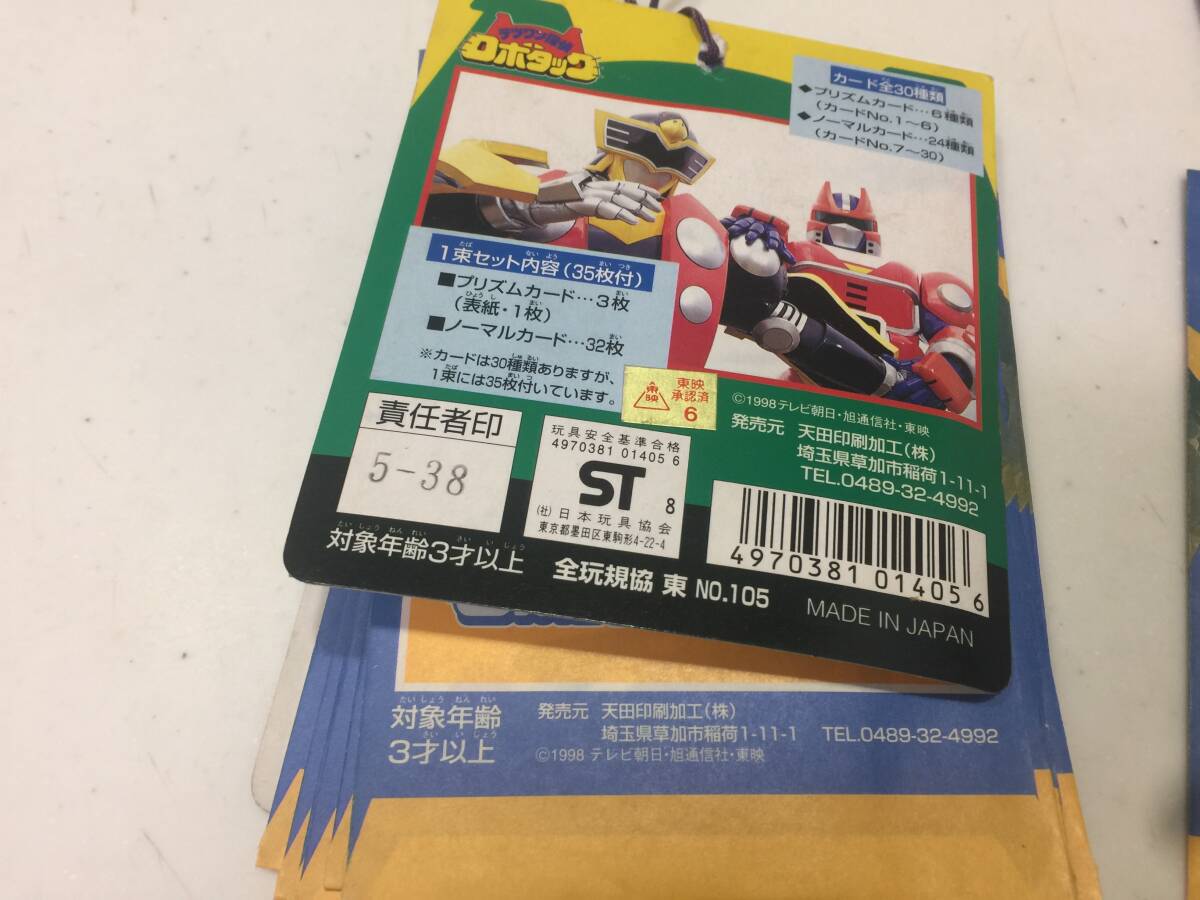 テツワン探偵
ロボタック
カード全30種類
◆プリズムカード…6種類
(カードNo.1～6)
◆ノーマルカード…24種類
(カードNo.7～30)
1束セット内容(35枚付)
■プリズムカード…3枚
(表紙・1枚)
■ノーマルカード…32枚
※カードは30種類ありますが、
1束には35枚付いています。
東映
東映
承認済
6
©1998テレビ朝日・旭通信社・東映
発売元 天田印刷加工(株)
埼玉県草加市稲荷1-11-1
TEL.0489-32-4992
責任者印
5-38
玩具安全基準合格
4970381 01405 6
ST 8
(社)日本玩具協会
東京都墨田区東駒形4-22-4
4970381 014056
対象年齢3才以上
全玩規協 東 NO.105
MADE IN JAPAN
対象年齢
3才以上
発売元 天田印刷加工(株)
埼玉県草加市稲荷1-11-1 TEL.0489-32-4992
©1998 テレビ朝日・旭通信社・東映